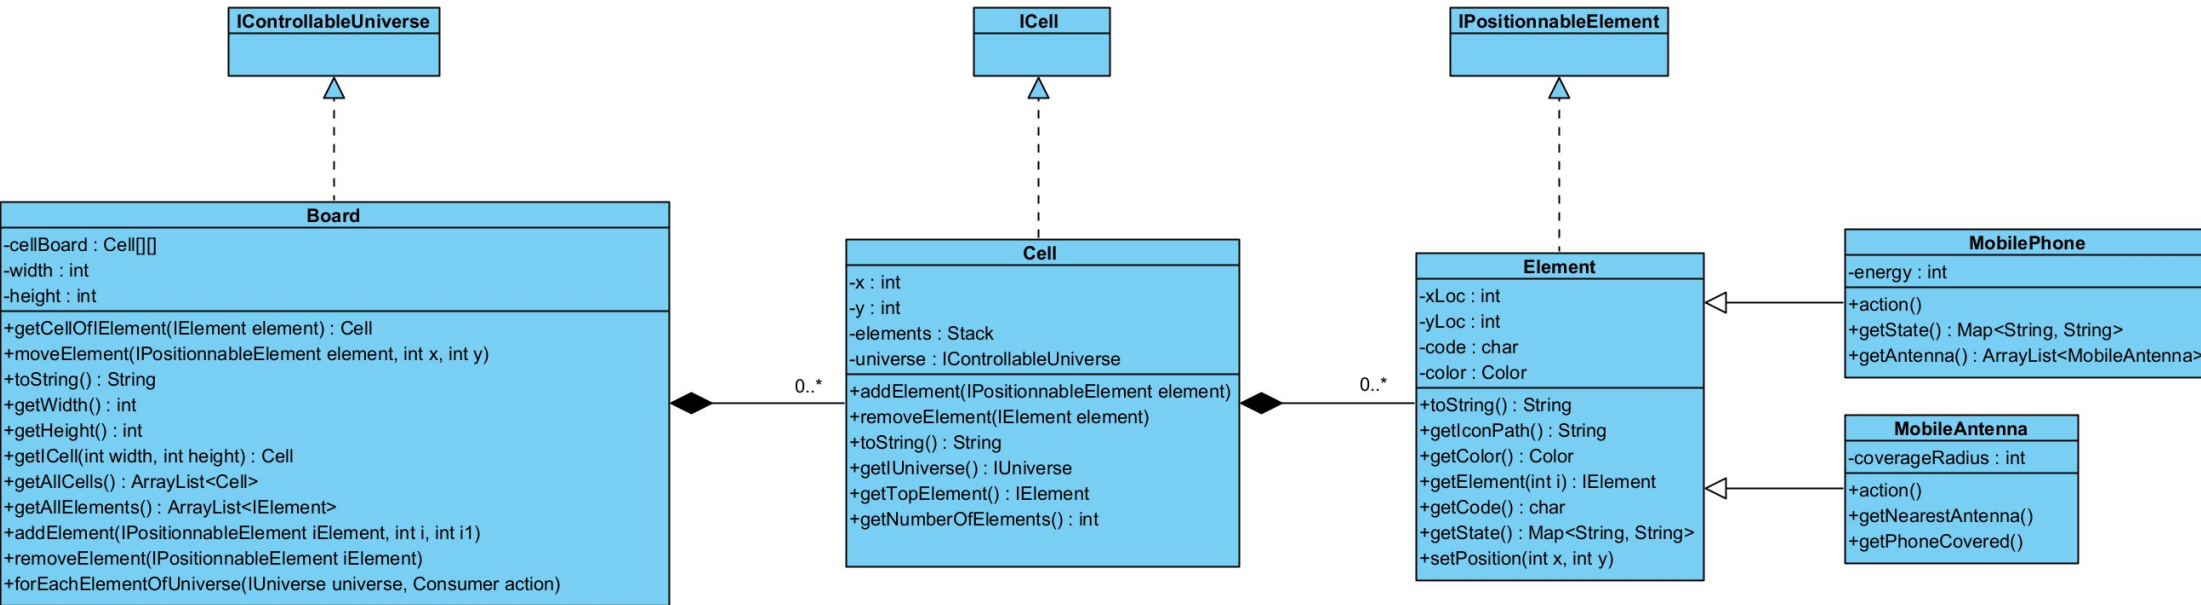 IControllableUniverse
ICell
IPositionnableElement
Board
-cellBoard : Cell[][]
-width : int
-height : int
+getCellOfIElement(IElement element) : Cell
+moveElement(IPositionnableElement element, int x, int y)
+toString() : String
+getWidth() : int
+getHeight() : int
+getICell(int width, int height) : Cell
+getAllCells() : ArrayList<Cell>
+getAllElements() : ArrayList<IElement>
+addElement(IPositionnableElement iElement, int i, int i1)
+removeElement(IPositionnableElement iElement)
+forEachElementOfUniverse(IUniverse universe, Consumer action)
0..*
Cell
-x : int
-y : int
-elements : Stack
-universe : IControllableUniverse
+addElement(IPositionnableElement element)
+removeElement(IElement element)
+toString() : String
+getIUniverse() : IUniverse
+getTopElement() : IElement
+getNumberOfElements() : int
0..*
Element
-xLoc : int
-yLoc : int
-code : char
-color : Color
+toString() : String
+getIconPath() : String
+getColor() : Color
+getElement(int i) : IElement
+getCode() : char
+getState() : Map<String, String>
+setPosition(int x, int y)
MobilePhone
-energy : int
+action()
+getState() : Map<String, String>
+getAntenna() : ArrayList<MobileAntenna>
MobileAntenna
-coverageRadius : int
+action()
+getNearestAntenna()
+getPhoneCovered()